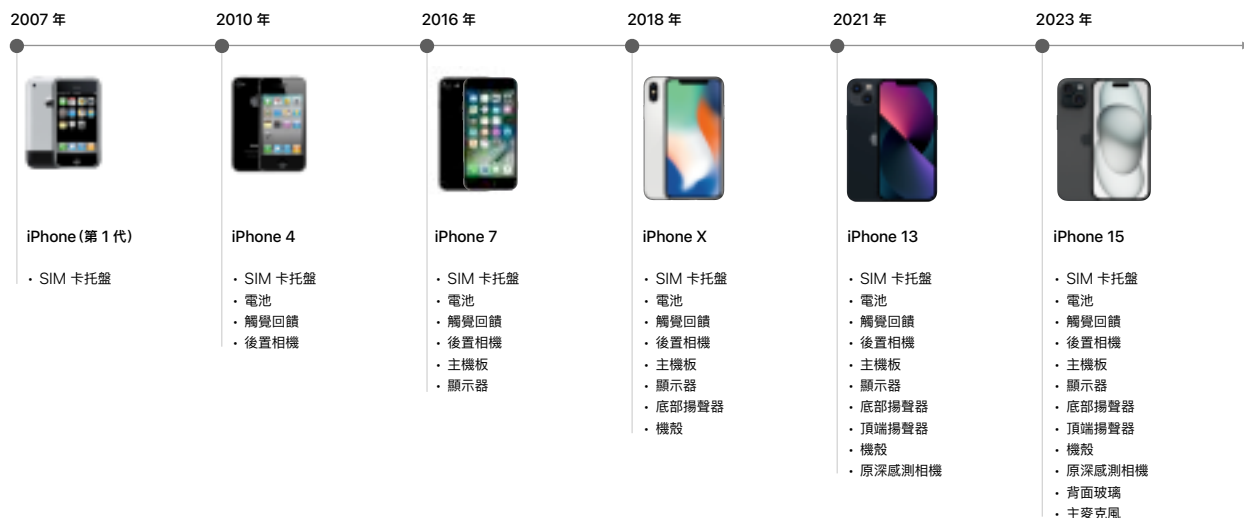 2007 年
2010 年
2016 年
2018 年
2021 年
2023 年
iPhone（第 1 代）
• SIM 卡托盤
iPhone 4
• SIM 卡托盤
• 電池
• 觸覺回饋
• 後置相機
iPhone 7
• SIM 卡托盤
• 電池
• 觸覺回饋
• 後置相機
• 主機板
• 顯示器
iPhone X
• SIM 卡托盤
• 電池
• 觸覺回饋
• 後置相機
• 主機板
• 顯示器
• 底部揚聲器
• 機殼
iPhone 13
• SIM 卡托盤
• 電池
• 觸覺回饋
• 後置相機
• 主機板
• 顯示器
• 底部揚聲器
• 頂端揚聲器
• 機殼
• 原深感測相機
iPhone 15
• SIM 卡托盤
• 電池
• 觸覺回饋
• 後置相機
• 主機板
• 顯示器
• 底部揚聲器
• 頂端揚聲器
• 機殼
• 原深感測相機
• 背面玻璃
• 主麥克風